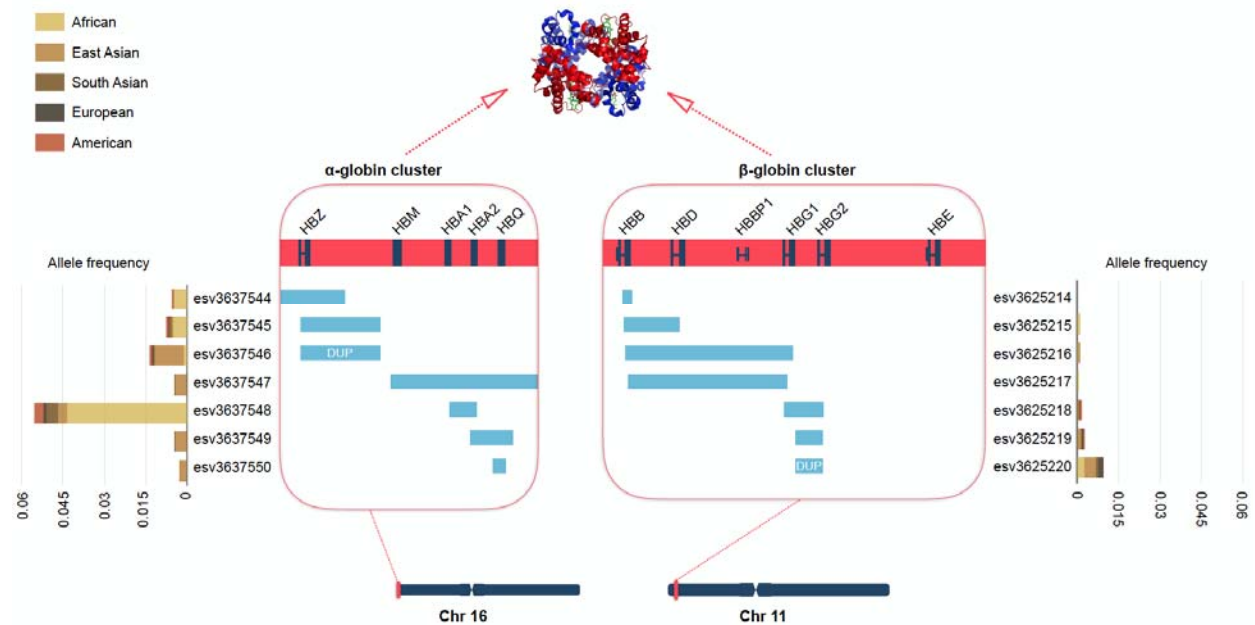 African
East Asian
South Asian
European
American
α-globin cluster
β-globin cluster
HBZ
HBM
HBA1
HBA2
HBQ
HBB
HBD
HBBP1
HBG1
HBG2
HBE
Allele frequency
Allele frequency
esv3637544
esv3637545
esv3637546
esv3637547
esv3637548
esv3637549
esv3637550
DUP
esv3625214
esv3625215
esv3625216
esv3625217
esv3625218
esv3625219
esv3625220
DUP
0.06
0.045
0.03
0.015
0
0
0.015
0.03
0.045
0.06
Chr 16
Chr 11